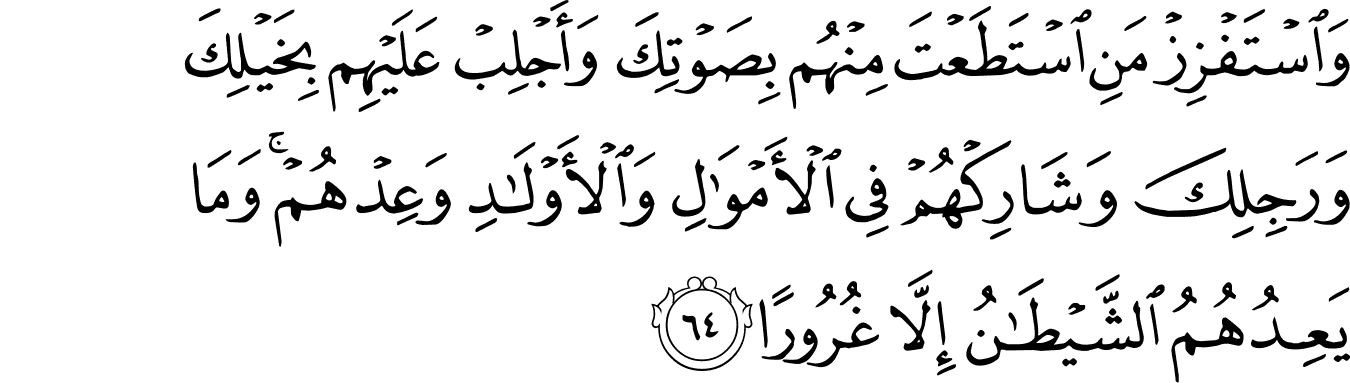 وَٱسْتَفْزِزْ مَنِ ٱسْتَطَعْتَ مِنْهُم بِصَوْتِكَ وَأَجْلِبْ عَلَيْهِم بِخَيْلِكَ
وَرَجِلِكَ وَشَارِكْهُمْ فِى ٱلْأَمْوَٰلِ وَٱلْأَوْلَـٰدِ وَعِدْهُمْ ۚ وَمَا
يَعِدُهُمُ ٱلشَّيْطَـٰنُ إِلَّا غُرُورًا ٦٤